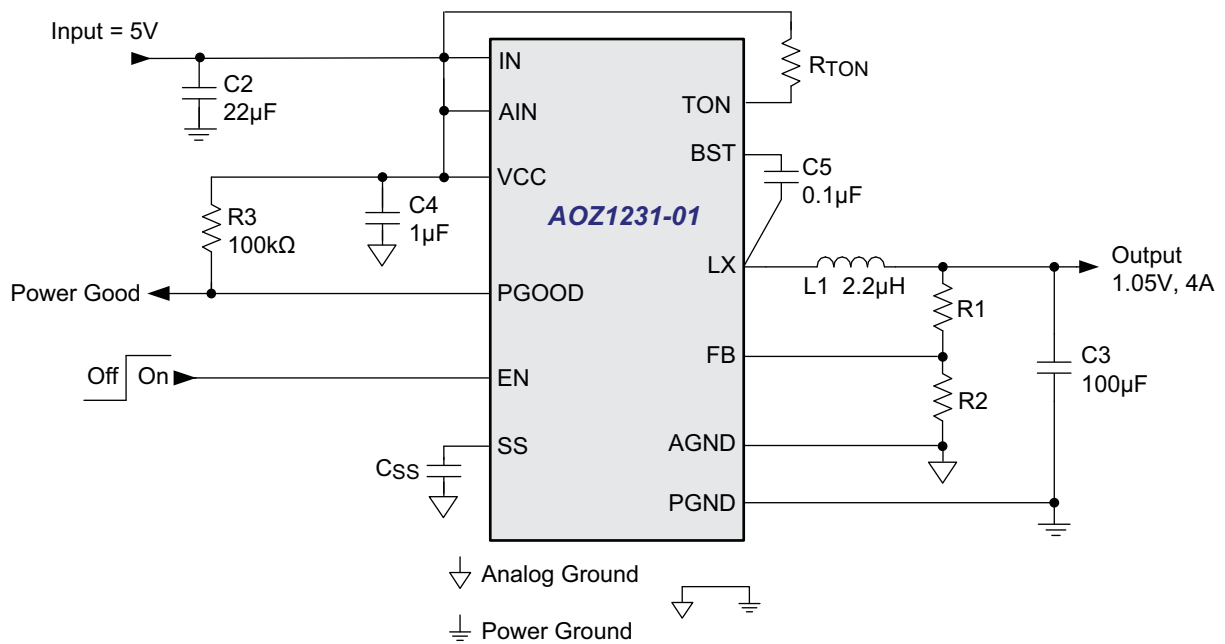 Input = 5V
C2
22µF
IN
AIN
VCC
R3
100kΩ
C4
1µF
Power Good
PGOOD
Off
On
EN
SS
CSS
AOZ1231-01
TON
RTON
BST
C5
0.1µF
LX
L1 2.2µH
Output
1.05V, 4A
R1
FB
C3
100µF
R2
AGND
PGND
Analog Ground
Power Ground